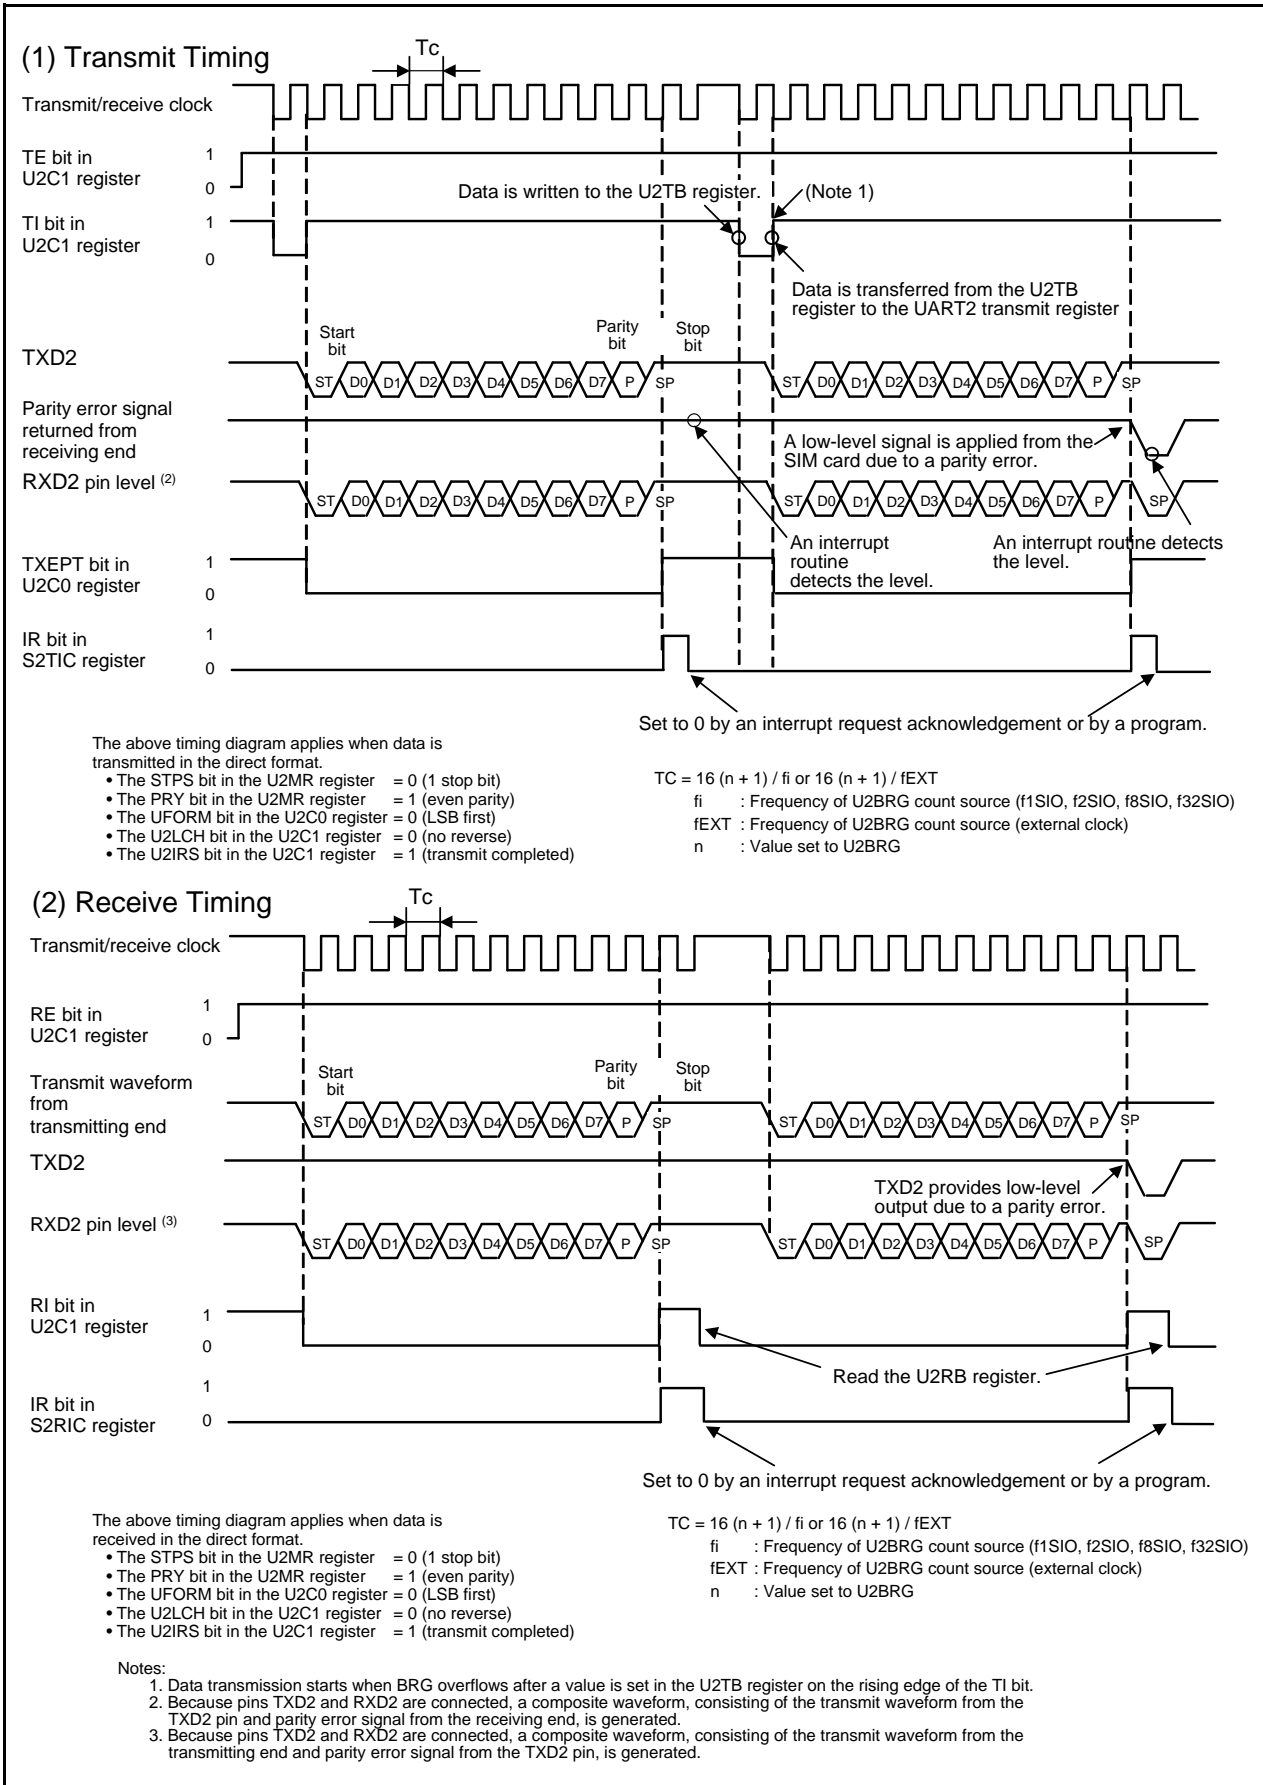 (1) Transmit Timing
Tc
Transmit/receive clock
TE bit in
U2C1 register
1
0
Data is written to the U2TB register.
(Note 1)
TI bit in
U2C1 register
1
0
Data is transferred from the U2TB
register to the UART2 transmit register
Start
bit
Parity
bit
Stop
bit
TXD2
ST D0 D1 D2 D3 D4 D5 D6 D7 P SP ST D0 D1 D2 D3 D4 D5 D6 D7 P SP
Parity error signal
returned from
receiving end
A low-level signal is applied from the
SIM card due to a parity error.
RXD2 pin level (2)
ST D0 D1 D2 D3 D4 D5 D6 D7 P SP ST D0 D1 D2 D3 D4 D5 D6 D7 P SP
An interrupt
routine
detects the level.
An interrupt routine detects
the level.
TXEPT bit in
U2C0 register
1
0
IR bit in
S2TIC register
1
0
Set to 0 by an interrupt request acknowledgement or by a program.
The above timing diagram applies when data is
transmitted in the direct format.
• The STPS bit in the U2MR register = 0 (1 stop bit)
• The PRY bit in the U2MR register = 1 (even parity)
• The UFORM bit in the U2C0 register = 0 (LSB first)
• The U2LCH bit in the U2C1 register = 0 (no reverse)
• The U2IRS bit in the U2C1 register = 1 (transmit completed)
TC = 16 (n + 1) / fi or 16 (n + 1) / fEXT
fi : Frequency of U2BRG count source (f1SIO, f2SIO, f8SIO, f32SIO)
fEXT : Frequency of U2BRG count source (external clock)
n : Value set to U2BRG
(2) Receive Timing
Tc
Transmit/receive clock
RE bit in
U2C1 register
1
0
Start
bit
Parity
bit
Stop
bit
Transmit waveform
from
transmitting end
ST D0 D1 D2 D3 D4 D5 D6 D7 P SP ST D0 D1 D2 D3 D4 D5 D6 D7 P SP
TXD2
TXD2 provides low-level
output due to a parity error.
RXD2 pin level (3)
ST D0 D1 D2 D3 D4 D5 D6 D7 P SP ST D0 D1 D2 D3 D4 D5 D6 D7 P SP
RI bit in
U2C1 register
1
0
Read the U2RB register.
IR bit in
S2RIC register
1
0
Set to 0 by an interrupt request acknowledgement or by a program.
The above timing diagram applies when data is
received in the direct format.
• The STPS bit in the U2MR register = 0 (1 stop bit)
• The PRY bit in the U2MR register = 1 (even parity)
• The UFORM bit in the U2C0 register = 0 (LSB first)
• The U2LCH bit in the U2C1 register = 0 (no reverse)
• The U2IRS bit in the U2C1 register = 1 (transmit completed)
TC = 16 (n + 1) / fi or 16 (n + 1) / fEXT
fi : Frequency of U2BRG count source (f1SIO, f2SIO, f8SIO, f32SIO)
fEXT : Frequency of U2BRG count source (external clock)
n : Value set to U2BRG
Notes:
1. Data transmission starts when BRG overflows after a value is set in the U2TB register on the rising edge of the TI bit.
2. Because pins TXD2 and RXD2 are connected, a composite waveform, consisting of the transmit waveform from the
TXD2 pin and parity error signal from the receiving end, is generated.
3. Because pins TXD2 and RXD2 are connected, a composite waveform, consisting of the transmit waveform from the
transmitting end and parity error signal from the TXD2 pin, is generated.